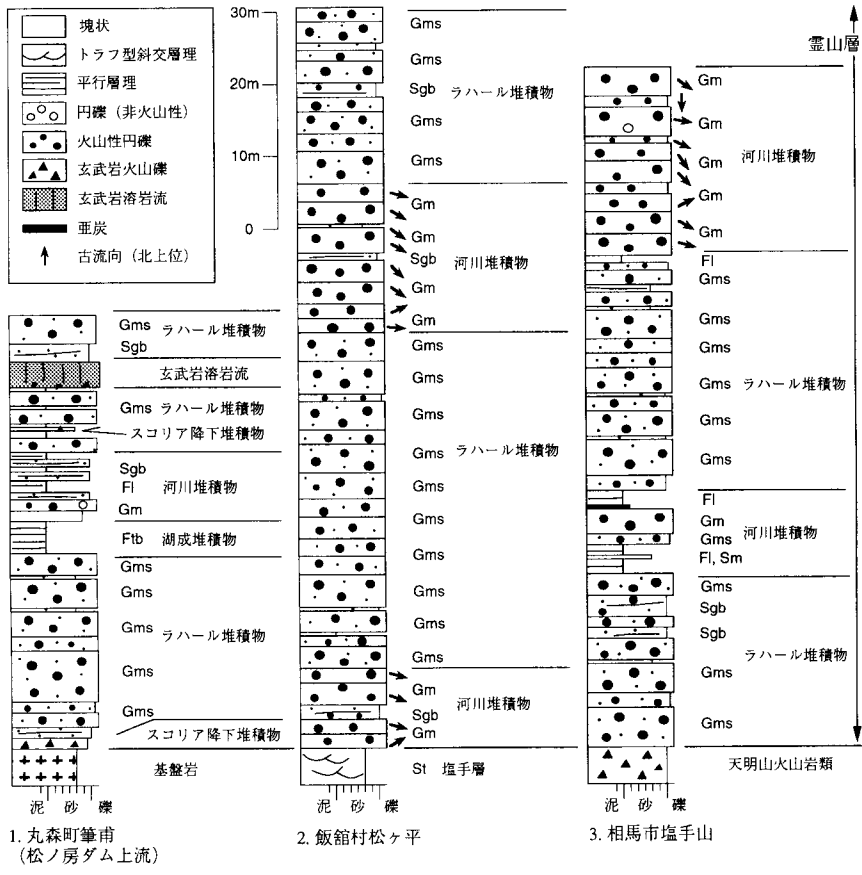 塊状
トラフ型斜交層理
平行層理
円礫（非火山性）
火山性円礫
玄武岩火山礫
玄武岩溶岩流
亜炭
古流向（北上位）
Gms ラハール堆積物
Sgb
玄武岩溶岩流
Gms ラハール堆積物
スコリア降下堆積物
Sgb
Fl 河川堆積物
Gm
Ftb 湖成堆積物
Gms
Gms ラハール堆積物
Gms
Gms
スコリア降下堆積物
基盤岩
泥 砂 礫
1. 丸森町筆甫
（松ノ房ダム上流）
30m
20m
10m
0
Gms
Gms
Sgb ラハール堆積物
Gms
Gms
Gm
Gm
Sgb 河川堆積物
Gm
Gm
Gms
Gms
Gms
Gms ラハール堆積物
Gms
Gms
Gms
Gms
Gms
Gm
Sgb 河川堆積物
Gm
St 塩手層
泥 砂 礫
2. 飯舘村松ヶ平
霊山層
Gm
Gm
Gm 河川堆積物
Gm
Gm
Fl
Gms
Gms
Gms
Gms ラハール堆積物
Gms
Gms
Fl
Gm
Gms 河川堆積物
Fl, Sm
Gms
Sgb
Sgb
ラハール堆積物
Gms
Gms
天明山火山岩類
泥 砂 礫
3. 相馬市塩手山